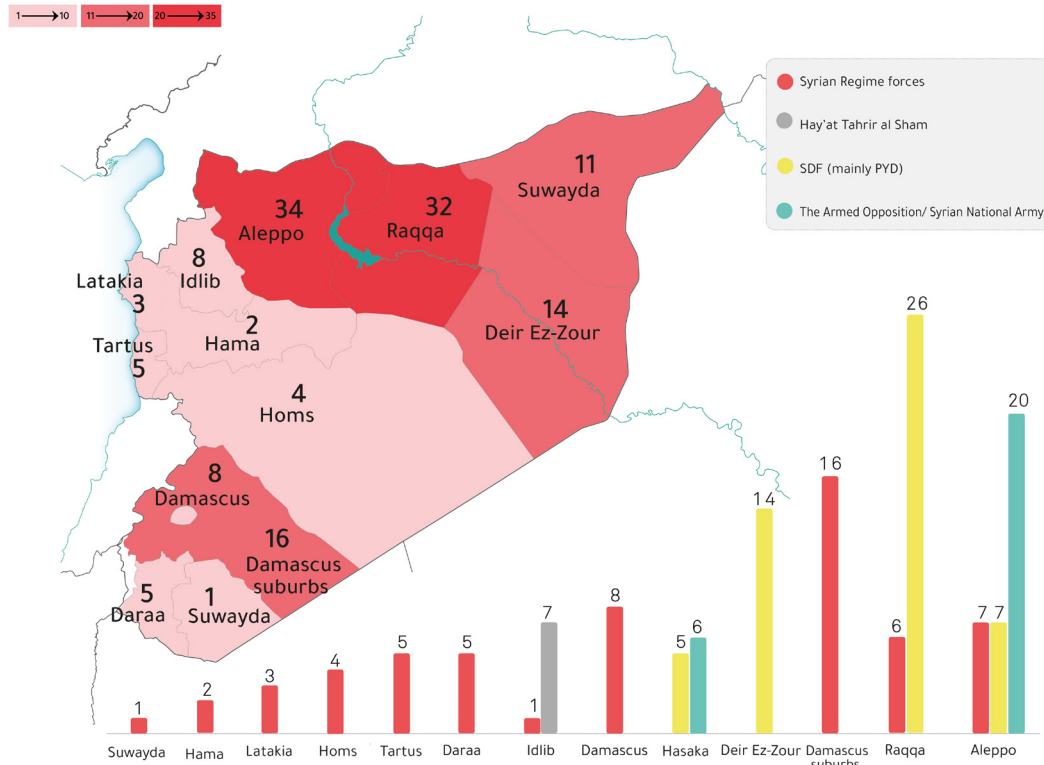 1 10 11 20 20 35
Syrian Regime forces
Hay'at Tahrir al Sham
SDF (mainly PYD)
The Armed Opposition/ Syrian National Army
11
Suwayda
34
Aleppo
32
Raqqa
8
Idlib
Latakia
3
2
Hama
14
Deir Ez-Zour
Tartus
5
4
Homs
8
Damascus
16
Damascus
suburbs
5
Daraa
1
Suwayda
1
2
3
4
5
5
1
7
8
5
6
14
16
6
26
7
7
20
Suwayda
Hama
Latakia
Homs
Tartus
Daraa
Idlib
Damascus
Hasaka
Deir Ez-Zour
Damascus
suburbs
Raqqa
Aleppo